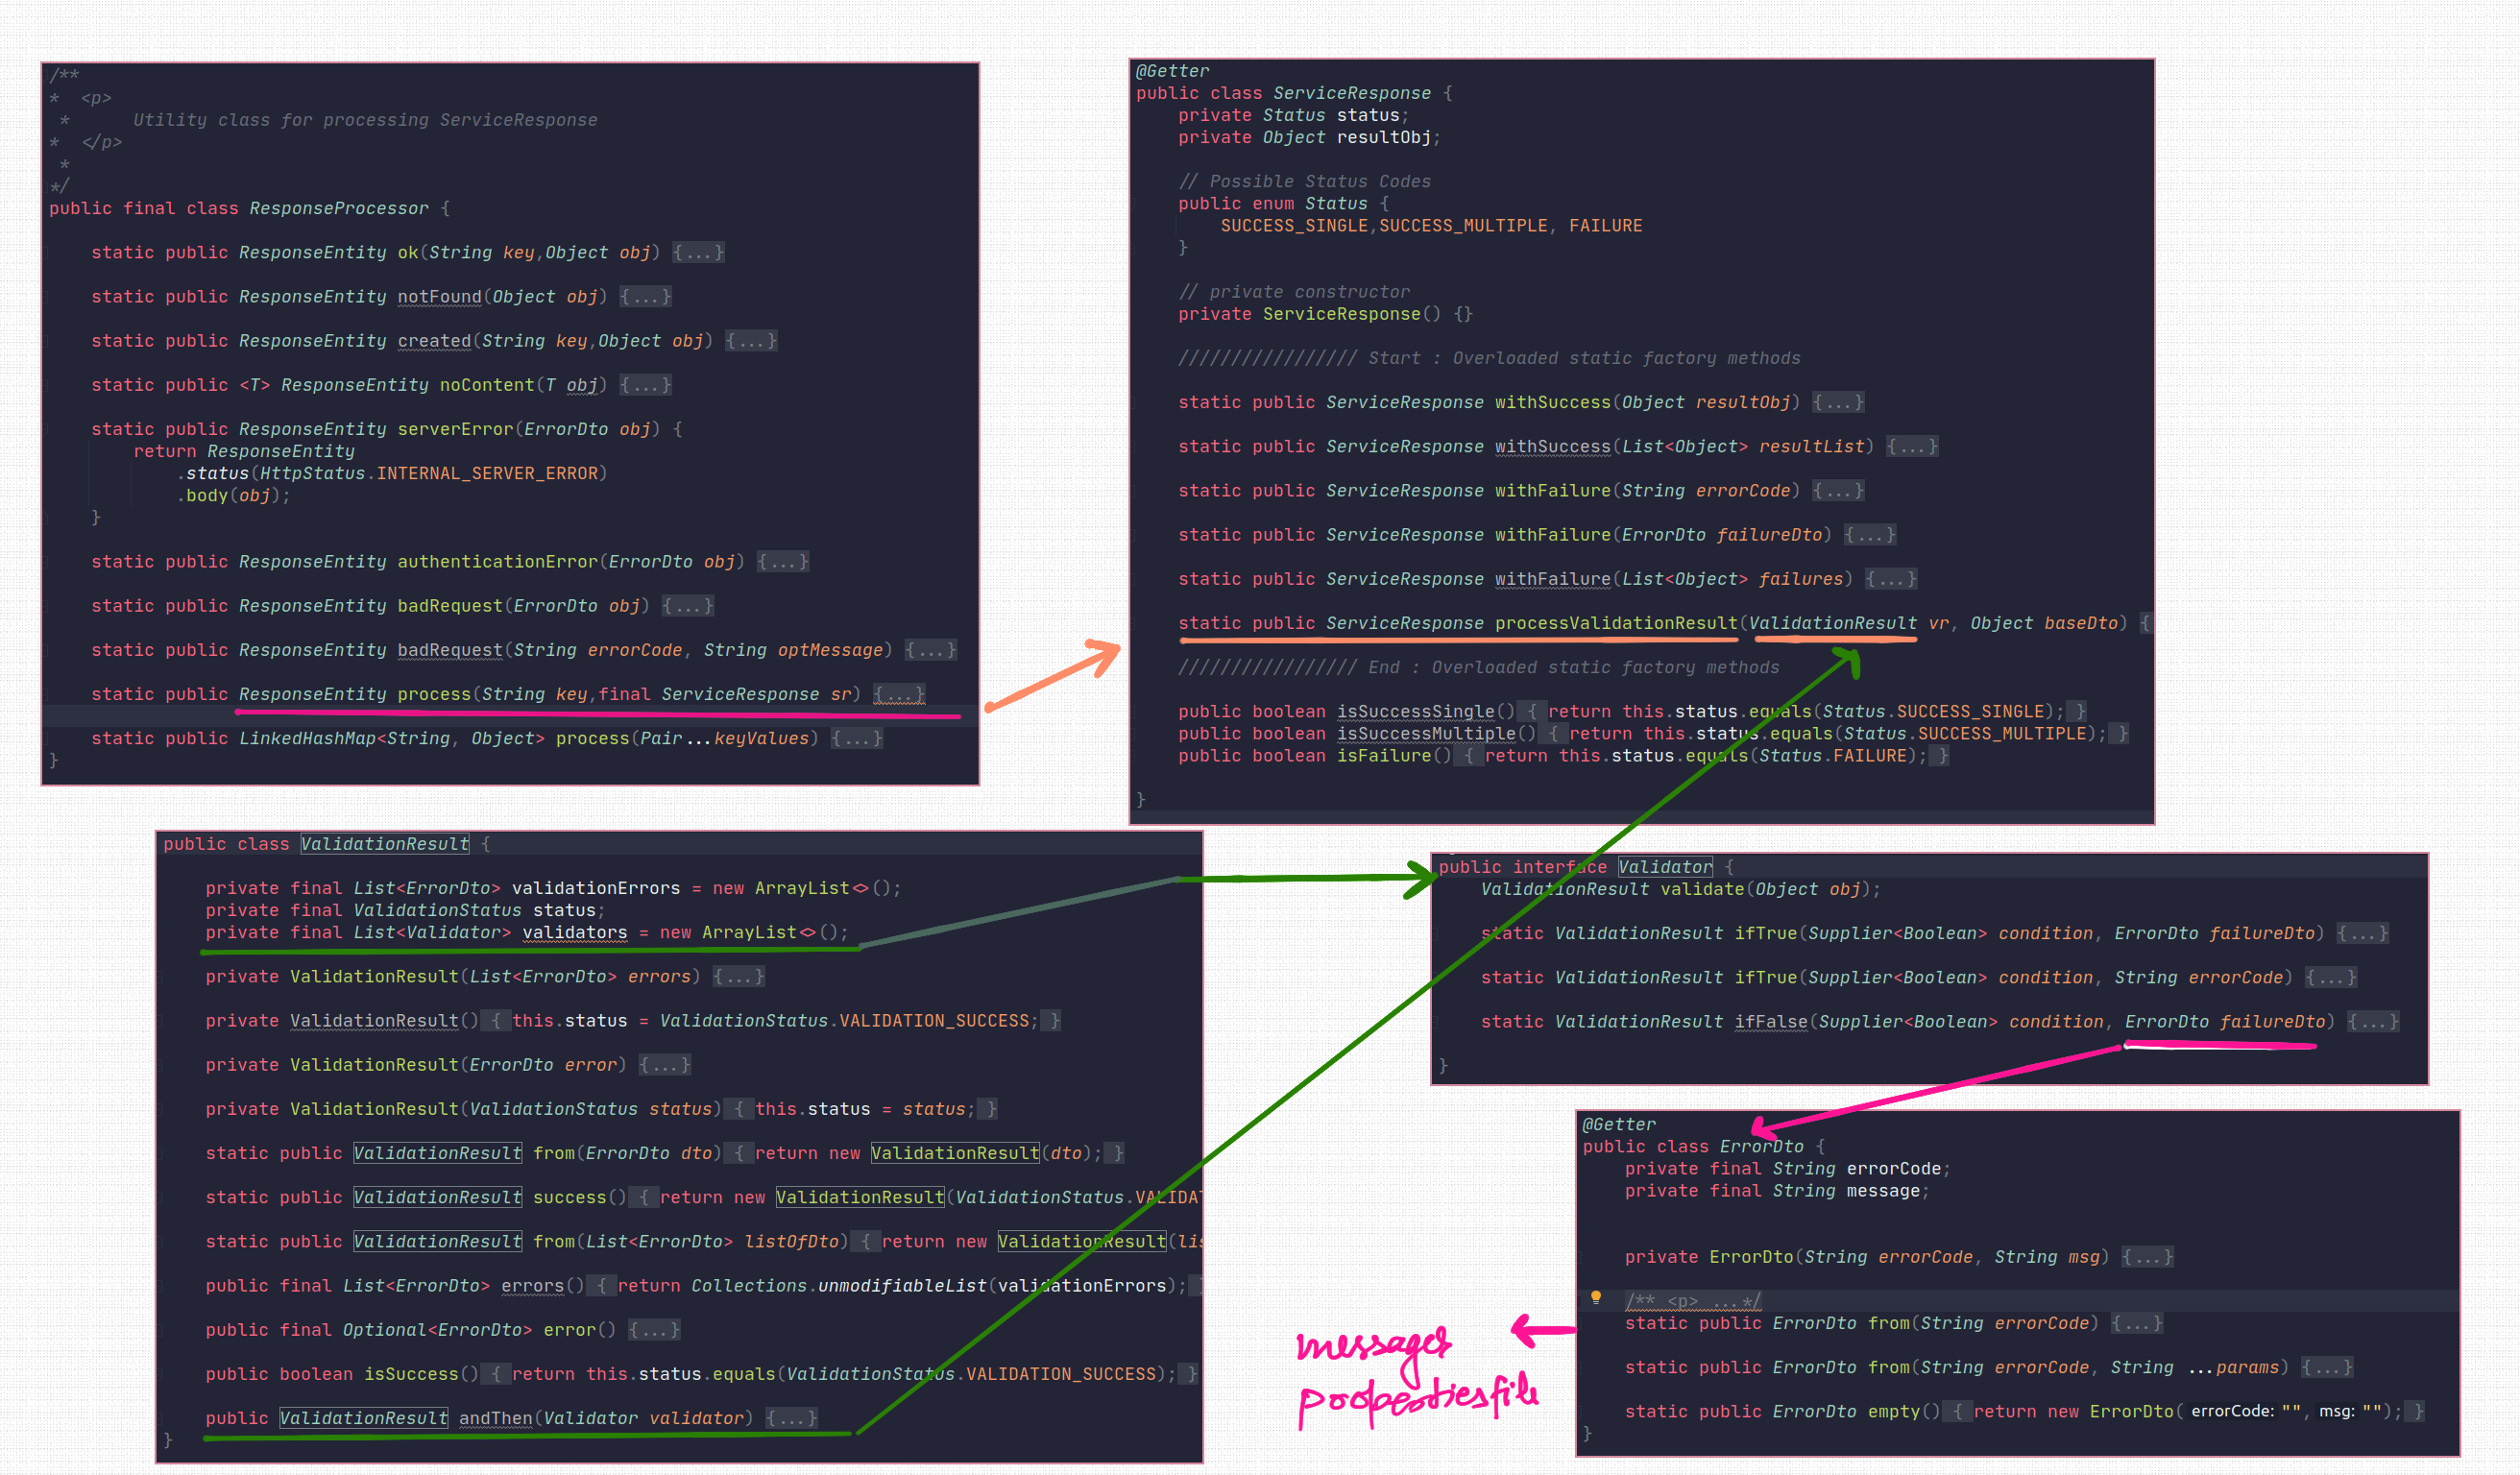 /**
*  <p>
*      Utility class for processing ServiceResponse
*  </p>
*
*/
public final class ResponseProcessor {
static public ResponseEntity ok(String key,Object obj) {...}
static public ResponseEntity notFound(Object obj) {...}
static public ResponseEntity created(String key,Object obj) {...}
static public <T> ResponseEntity noContent(T obj) {...}
static public ResponseEntity serverError(ErrorDto obj) {
return ResponseEntity
.status(HttpStatus.INTERNAL_SERVER_ERROR)
.body(obj);
}
static public ResponseEntity authenticationError(ErrorDto obj) {...}
static public ResponseEntity badRequest(ErrorDto obj) {...}
static public ResponseEntity badRequest(String errorCode, String optMessage) {...}
static public ResponseEntity process(String key,final ServiceResponse sr) {...}
static public LinkedHashMap<String, Object> process(Pair...keyValues) {...}
}
@Getter
public class ServiceResponse {
private Status status;
private Object resultObj;
// Possible Status Codes
public enum Status {
SUCCESS_SINGLE,SUCCESS_MULTIPLE, FAILURE
}
// private constructor
private ServiceResponse() {}
///////////////// Start : Overloaded static factory methods
static public ServiceResponse withSuccess(Object resultObj) {...}
static public ServiceResponse withSuccess(List<Object> resultList) {...}
static public ServiceResponse withFailure(String errorCode) {...}
static public ServiceResponse withFailure(ErrorDto failureDto) {...}
static public ServiceResponse withFailure(List<Object> failures) {...}
static public ServiceResponse processValidationResult(ValidationResult vr, Object baseDto) {
///////////////// End : Overloaded static factory methods
public boolean isSuccessSingle() { return this.status.equals(Status.SUCCESS_SINGLE); }
public boolean isSuccessMultiple() { return this.status.equals(Status.SUCCESS_MULTIPLE); }
public boolean isFailure() { return this.status.equals(Status.FAILURE); }
}
public class ValidationResult {
private final List<ErrorDto> validationErrors = new ArrayList<>();
private final ValidationStatus status;
private final List<Validator> validators = new ArrayList<>();
private ValidationResult(List<ErrorDto> errors) {...}
private ValidationResult() { this.status = ValidationStatus.VALIDATION_SUCCESS; }
private ValidationResult(ErrorDto error) {...}
private ValidationResult(ValidationStatus status) { this.status = status; }
static public ValidationResult from(ErrorDto dto) { return new ValidationResult(dto); }
static public ValidationResult success() { return new ValidationResult(ValidationStatus.VALIDAT
static public ValidationResult from(List<ErrorDto> listOfDto) { return new ValidationResult(lis
public final List<ErrorDto> errors() { return Collections.unmodifiableList(validationErrors); }
public final Optional<ErrorDto> error() {...}
public boolean isSuccess() { return this.status.equals(ValidationStatus.VALIDATION_SUCCESS); }
public ValidationResult andThen(Validator validator) {...}
}
public interface Validator {
ValidationResult validate(Object obj);
static ValidationResult ifTrue(Supplier<Boolean> condition, ErrorDto failureDto) {...}
static ValidationResult ifTrue(Supplier<Boolean> condition, String errorCode) {...}
static ValidationResult ifFalse(Supplier<Boolean> condition, ErrorDto failureDto) {...}
}
@Getter
public class ErrorDto {
private final String errorCode;
private final String message;
private ErrorDto(String errorCode, String msg) {...}
/** <p> ...*/
static public ErrorDto from(String errorCode) {...}
static public ErrorDto from(String errorCode, String ...params) {...}
static public ErrorDto empty() { return new ErrorDto( errorCode: "", msg: ""); }
}
messages
properties file